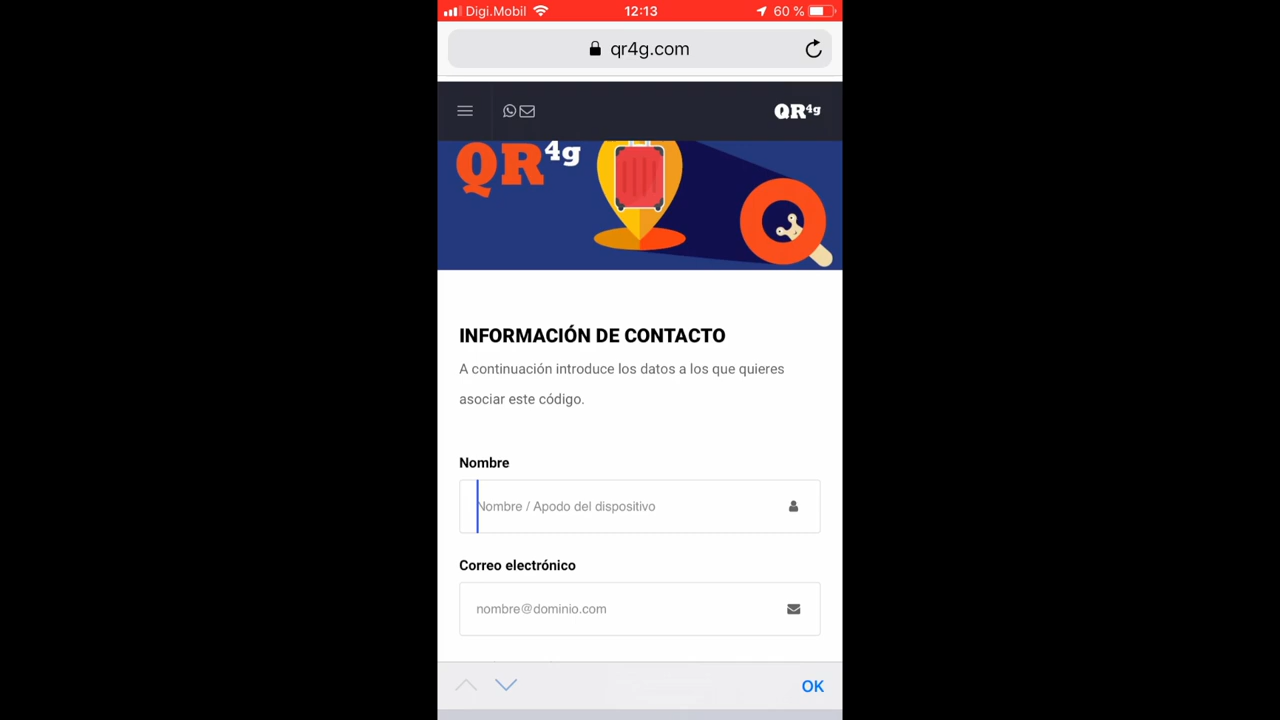 Digi.Mobil
12:13
60 %
qr4g.com
QR4g
QR4g
INFORMACIÓN DE CONTACTO
A continuación introduce los datos a los que quieres
asociar este código.
Nombre
Nombre / Apodo del dispositivo
Correo electrónico
nombre@dominio.com
OK